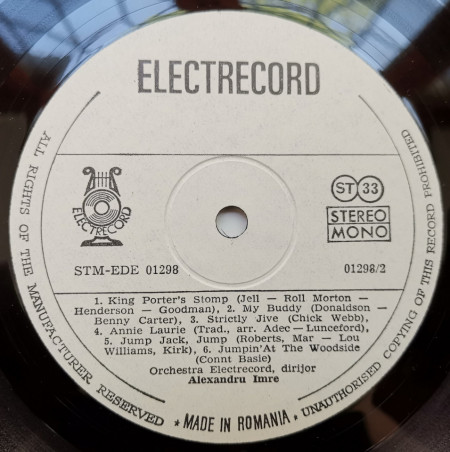 ELECTRECORD
ELECTRECORD
ST 33
STEREO
MONO
STM-EDE 01298
01298/2
1. King Porter's Stomp (Jell — Roll Morton —
Henderson — Goodman), 2. My Buddy (Donaldson —
Benny Carter), 3. Strictly Jive (Chick Webb),
4. Annie Laurie (Trad., arr. Adec — Lunceford),
5. Jump Jack, Jump (Roberts, Mar — Lou
Williams, Kirk), 6. Jumpin'At The Woodside
(Connt Basie)
Orchestra Electrecord, dirijor
Alexandru Imre
ALL RIGHTS OF THE MANUFACTURER RESERVED * MADE IN ROMANIA * UNAUTHORISED COPYING OF THIS RECORD PROHIBITED